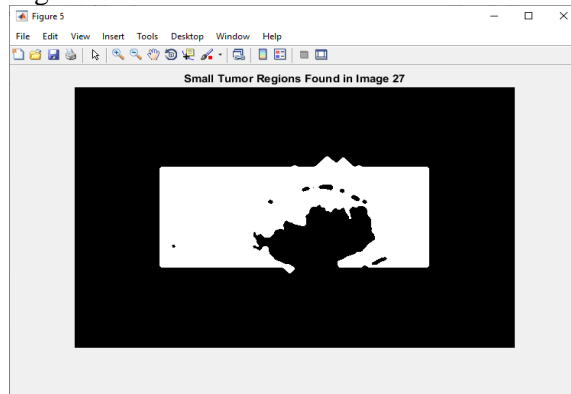 Figure 5
File Edit View Insert Tools Desktop Window Help
Small Tumor Regions Found in Image 27